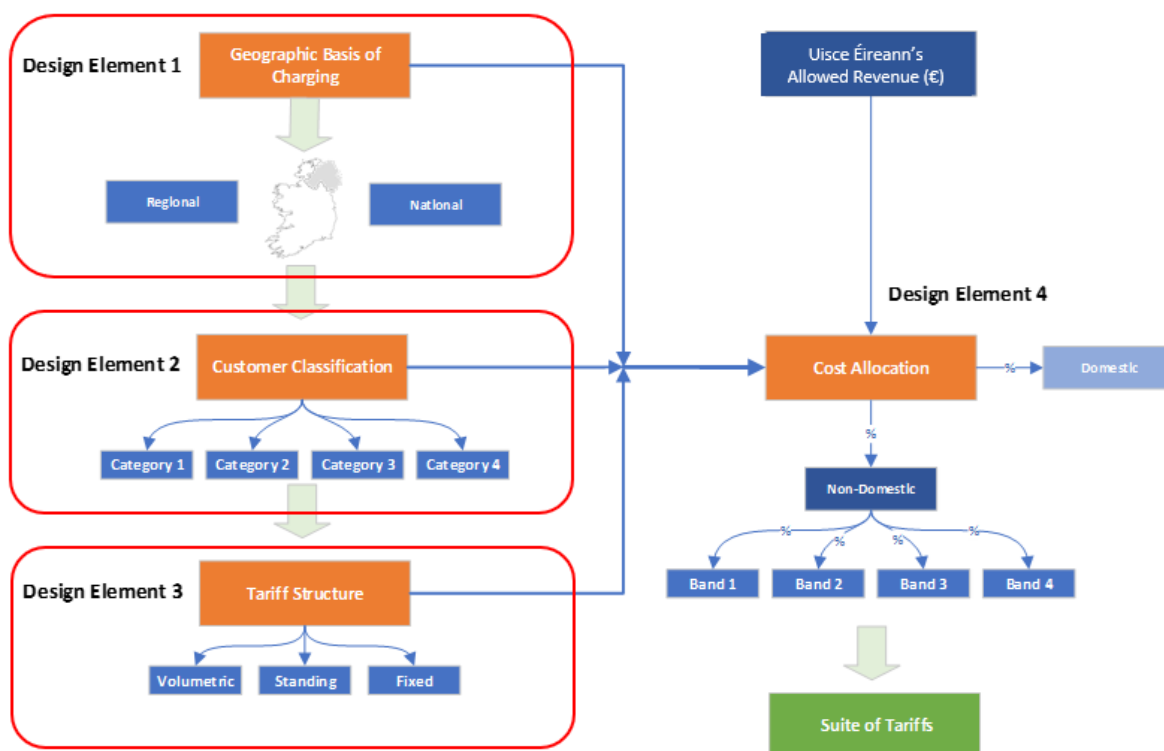 Design Element 1
Geographic Basis of
Charging
Regional
National
Design Element 2
Customer Classification
Category 1
Category 2
Category 3
Category 4
Design Element 3
Tariff Structure
Volumetric
Standing
Fixed
Uisce Éireann's
Allowed Revenue (€)
Design Element 4
Cost Allocation
%
Domestic
%
Non-Domestic
%
%
%
%
Band 1
Band 2
Band 3
Band 4
Suite of Tariffs